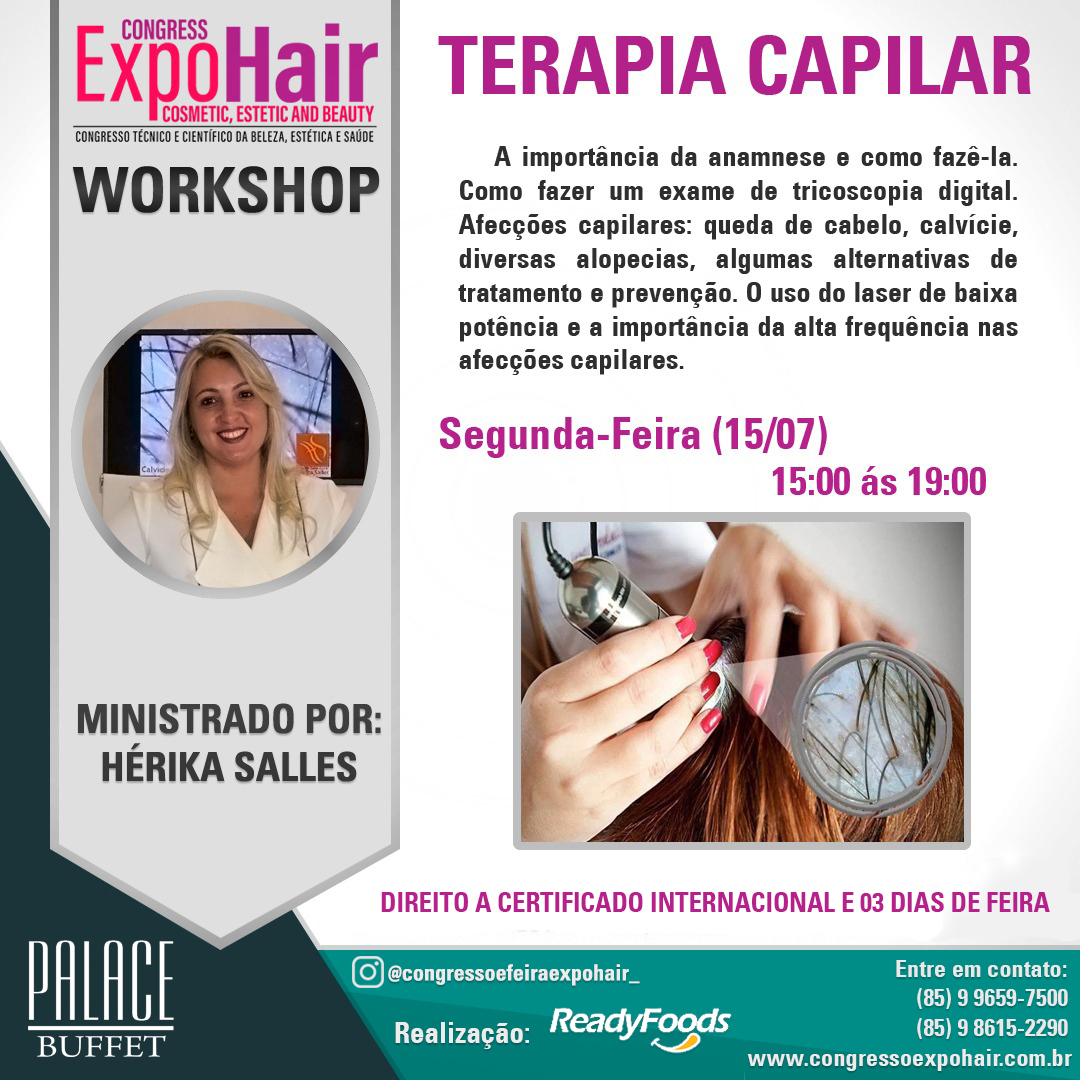 CONGRESS
ExpoHair
COSMETIC, ESTETIC AND BEAUTY
CONGRESSO TÉCNICO E CIENTÍFICO DA BELEZA, ESTÉTICA E SAÚDE
WORKSHOP
MINISTRADO POR:
HÉRIKA SALLES
TERAPIA CAPILAR
A importância da anamnese e como fazê-la.
Como fazer um exame de tricoscopia digital.
Afecções capilares: queda de cabelo, calvície,
diversas alopecias, algumas alternativas de
tratamento e prevenção. O uso do laser de baixa
potência e a importância da alta frequência nas
afecções capilares.
Segunda-Feira (15/07)
15:00 ás 19:00
DIREITO A CERTIFICADO INTERNACIONAL E 03 DIAS DE FEIRA
PALACE
BUFFET
@congressoefeiraexpohair_
Realização: ReadyFoods
Entre em contato:
(85) 9 9659-7500
(85) 9 8615-2290
www.congressoexpohair.com.br